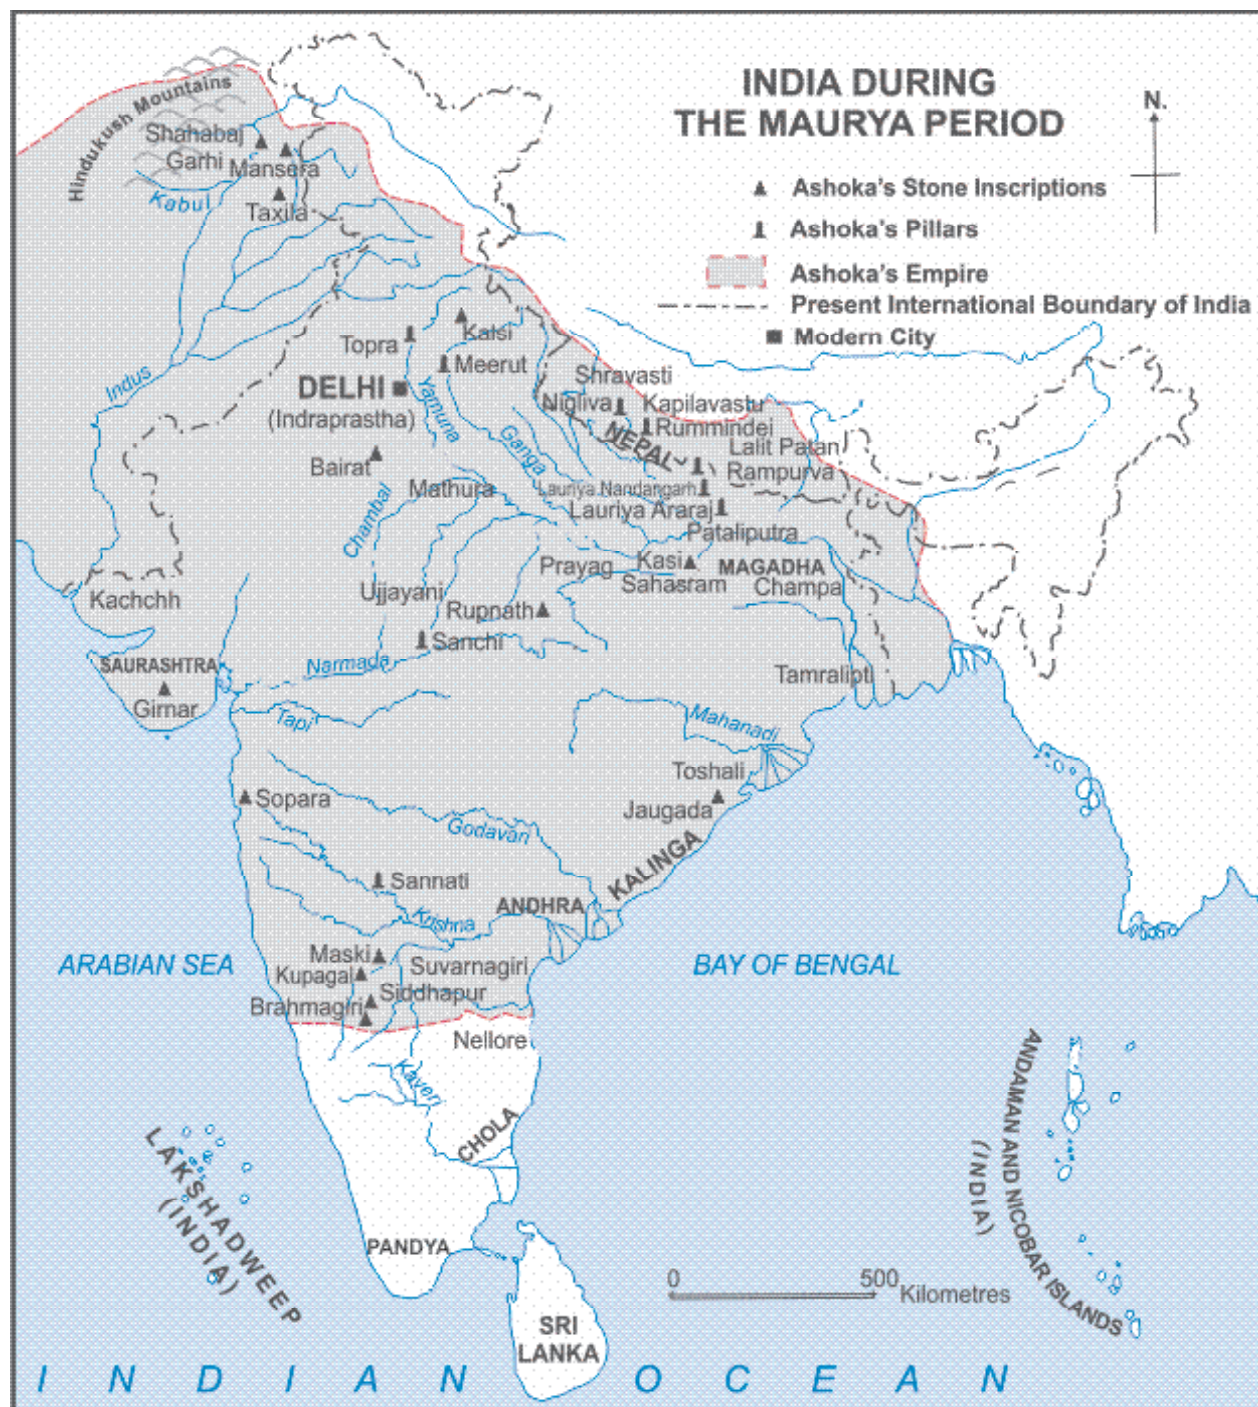 INDIA DURING
THE MAURYA PERIOD
N.
Ashoka's Stone Inscriptions
Ashoka's Pillars
Ashoka's Empire
Present International Boundary of India
Modern City
Hindukush Mountains
Shahabaj
Garhi
Mansera
Kabul
Taxila
Indus
Topra
Kalsi
Meerut
DELHI
(Indraprastha)
Yamuna
Ganga
Shravasti
Nigliva
Kapilavastu
Rummindei
NEPAL
Lalit Patan
Rampurva
Bairat
Mathura
Lauriya Nandangarh
Lauriya Araraj
Chambal
Pataliputra
Prayag
Kasi
MAGADHA
Sahasram
Champa
Kachchh
Ujjayani
Rupnath
Sanchi
SAURASHTRA
Narmada
Girnar
Tapi
Tamralipti
Mahanadi
Toshali
Sopara
Jaugada
Godavari
KALINGA
Sannati
ANDHRA
Krishna
ARABIAN SEA
BAY OF BENGAL
Maski
Kupagal
Suvarnagiri
Siddhapur
Brahmagiri
Nellore
Kaveri
CHOLA
PANDYA
LAKSHADWEEP
(INDIA)
ANDAMAN AND NICOBAR ISLANDS
(INDIA)
0 500 Kilometres
SRI
LANKA
INDIAN OCEAN